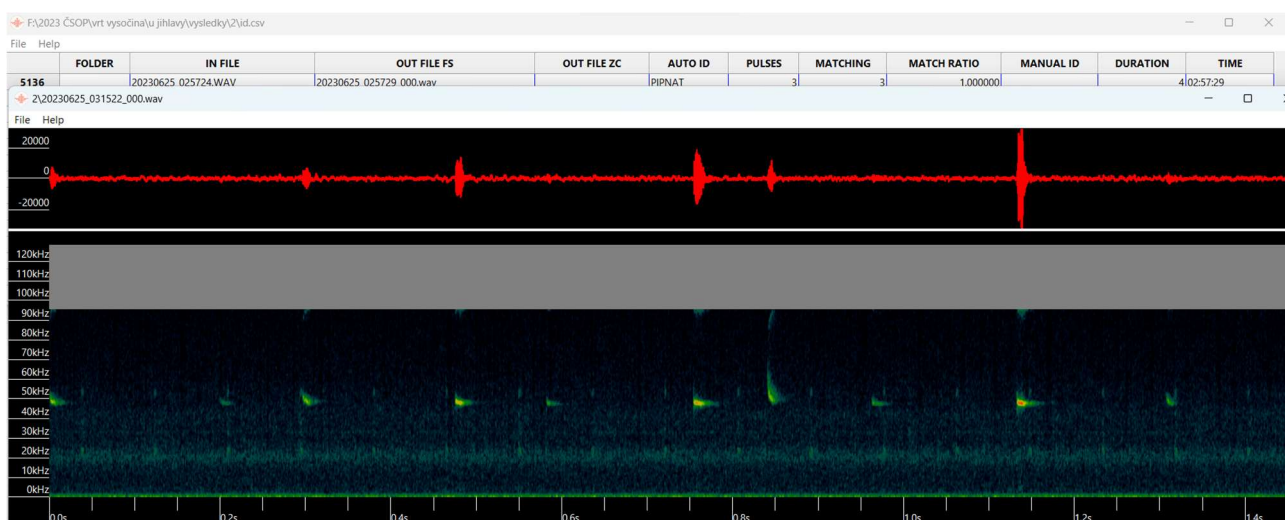 F:\2023 ČSOP\vrt vysočina\u jihlavy\vysledky\2\id.csv
File Help
FOLDER IN FILE OUT FILE FS OUT FILE ZC AUTO ID PULSES MATCHING MATCH RATIO MANUAL ID DURATION TIME
5136 20230625_025724.WAV 20230625_025729_000.wav PIPNAT 3 3 1.000000 4 02:57:29
2\20230625_031522_000.wav
File Help
20000
0
-20000
120kHz
110kHz
100kHz
90kHz
80kHz
70kHz
60kHz
50kHz
40kHz
30kHz
20kHz
10kHz
0kHz
0.0s 0.2s 0.4s 0.6s 0.8s 1.0s 1.2s 1.4s